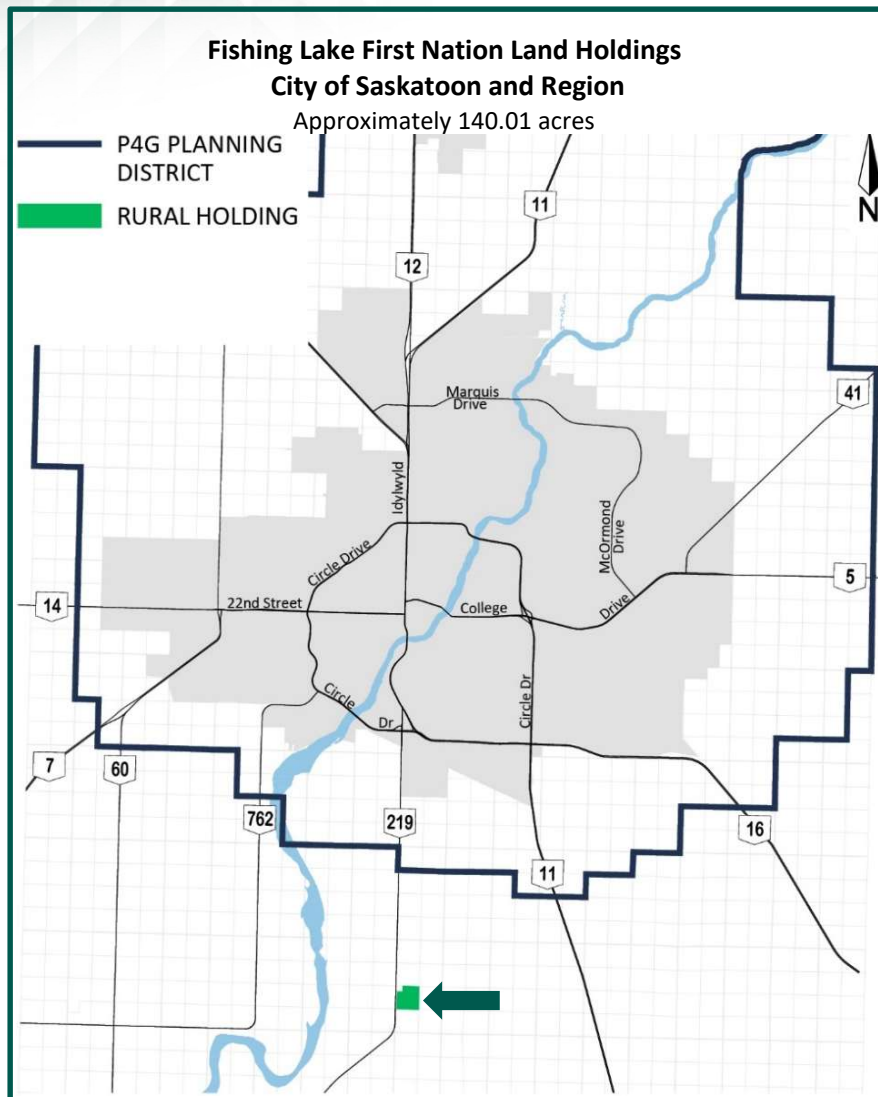 Fishing Lake First Nation Land Holdings
City of Saskatoon and Region
Approximately 140.01 acres
P4G PLANNING
DISTRICT
RURAL HOLDING
N
11
12
41
Marquis
Drive
Idylwyld
McOrmond
Drive
Circle Drive
5
14
22nd Street
College
Drive
Circle
Dr
Circle Dr
7
60
762
219
16
11